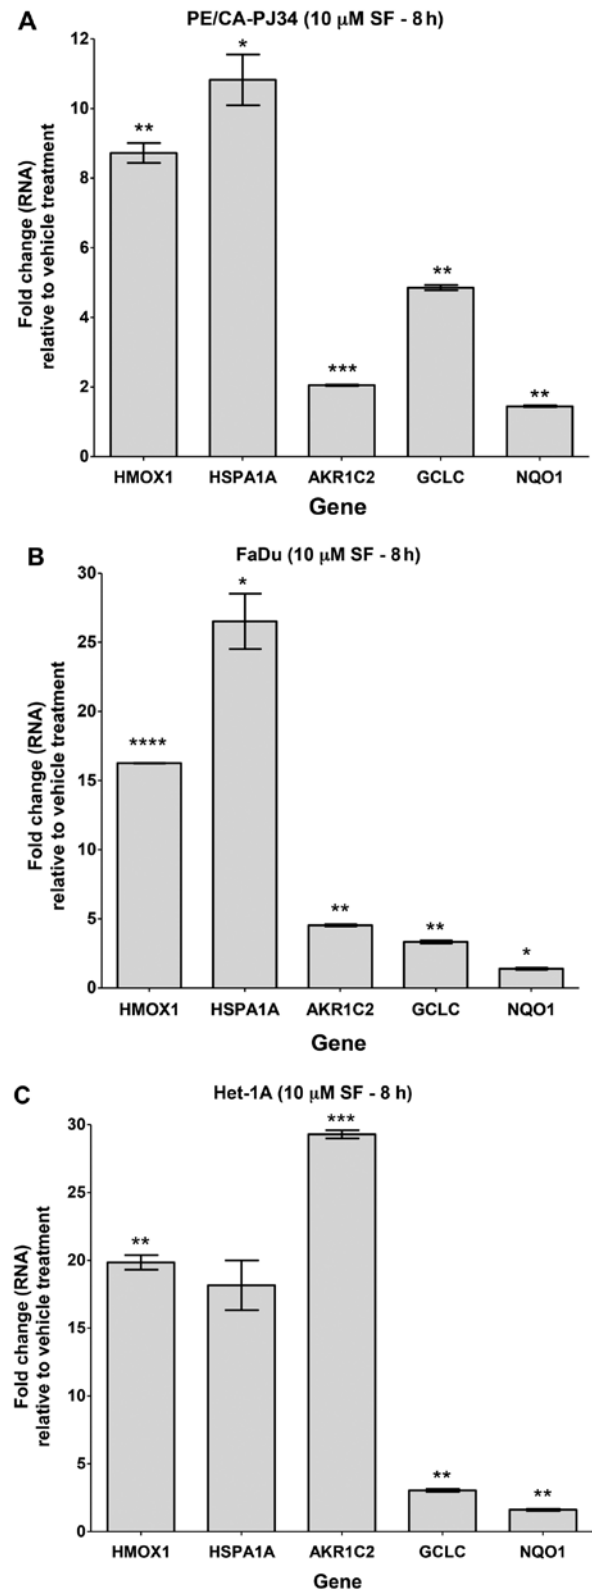 A
PE/CA-PJ34 (10 μM SF - 8 h)
Fold change (RNA)
relative to vehicle treatment
12
10
8
6
4
2
0
**
*
***
**
**
HMOX1 HSPA1A AKR1C2 GCLC NQO1
Gene
B
FaDu (10 μM SF - 8 h)
Fold change (RNA)
relative to vehicle treatment
30
25
20
15
10
5
0
****
*
**
**
*
HMOX1 HSPA1A AKR1C2 GCLC NQO1
Gene
C
Het-1A (10 μM SF - 8 h)
Fold change (RNA)
relative to vehicle treatment
30
25
20
15
10
5
0
**
***
**
**
HMOX1 HSPA1A AKR1C2 GCLC NQO1
Gene